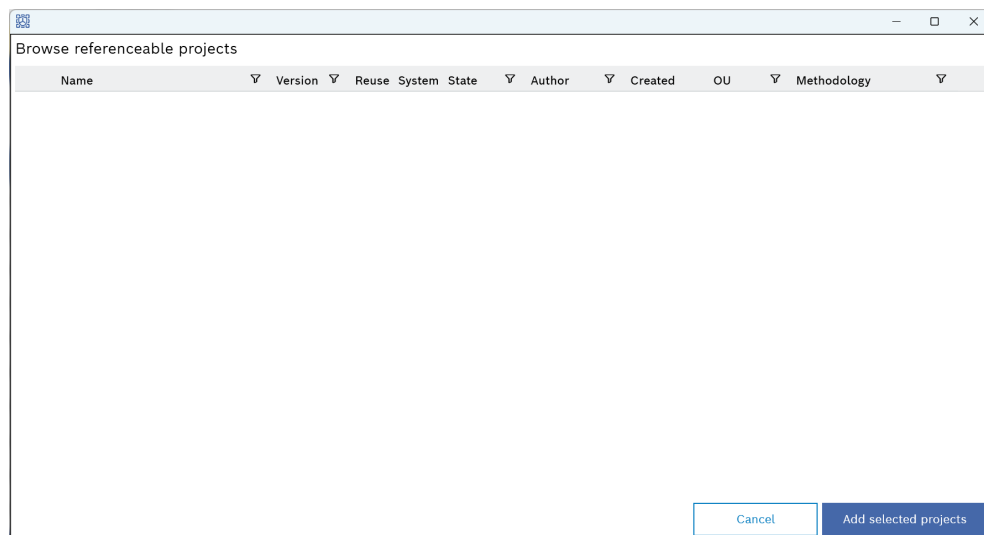 Browse referenceable projects
Name Version Reuse System State Author Created OU Methodology
Cancel Add selected projects